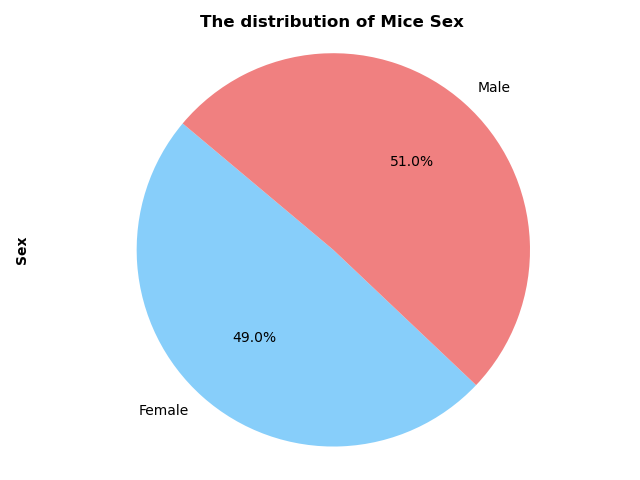 The distribution of Mice Sex
Male
51.0%
Sex
49.0%
Female